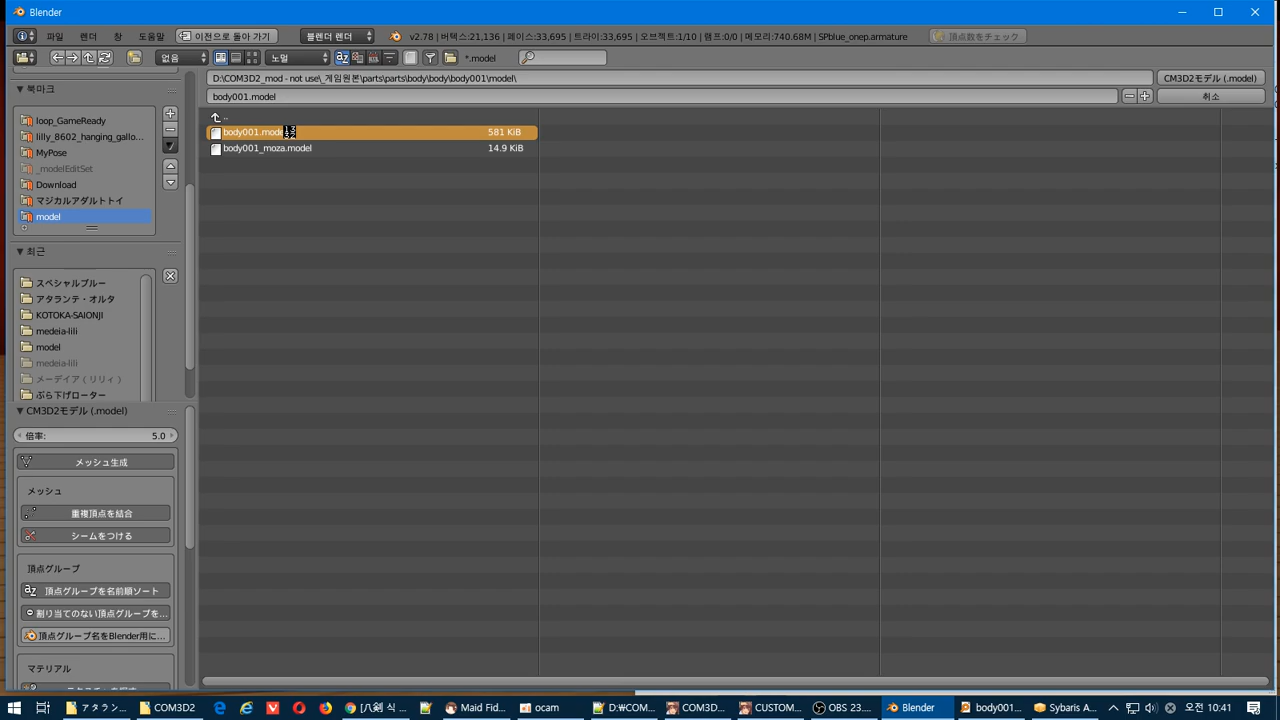 Blender
파일
렌더
창
도움말
이전으로 돌아 가기
블렌더 렌더
v2.78 | 버텍스:21,136 | 페이스:33,695 | 트라이:33,695 | 오브젝트:1/10 | 램프:0/0 | 메모리:740.68M | SPblue_onep.armature
頂点数をチェック
없음
노멀
*.model
북마크
D:\COM3D2_mod - not use\_게임원본\parts\parts\body\body\body001\model\
CM3D2モデル (.model)
body001.model
취소
loop_GameReady
lilly_8602_hanging_gallo...
MyPose
_modelEditSet
Download
マジカルアダルトトイ
model
..
body001.mode
581 KiB
body001_moza.model
14.9 KiB
최근
スペシャルブルー
アタランテ・オルタ
KOTOKA-SAIONJI
medeia-lili
model
medeia-lili
メーデイア（リリィ）
ぶら下げローター
CM3D2モデル (.model)
倍率:
5.0
メッシュ生成
メッシュ
重複頂点を結合
シームをつける
頂点グループ
頂点グループを名前順ソート
割り当てのない頂点グループを...
頂点グループ名をBlender用に...
マテリアル
アタラン...
COM3D2
[八剣 식 ...
Maid Fid...
ocam
D:₩COM...
COM3D...
CUSTOM...
OBS 23....
Blender
body001...
Sybaris A...
오전 10:41